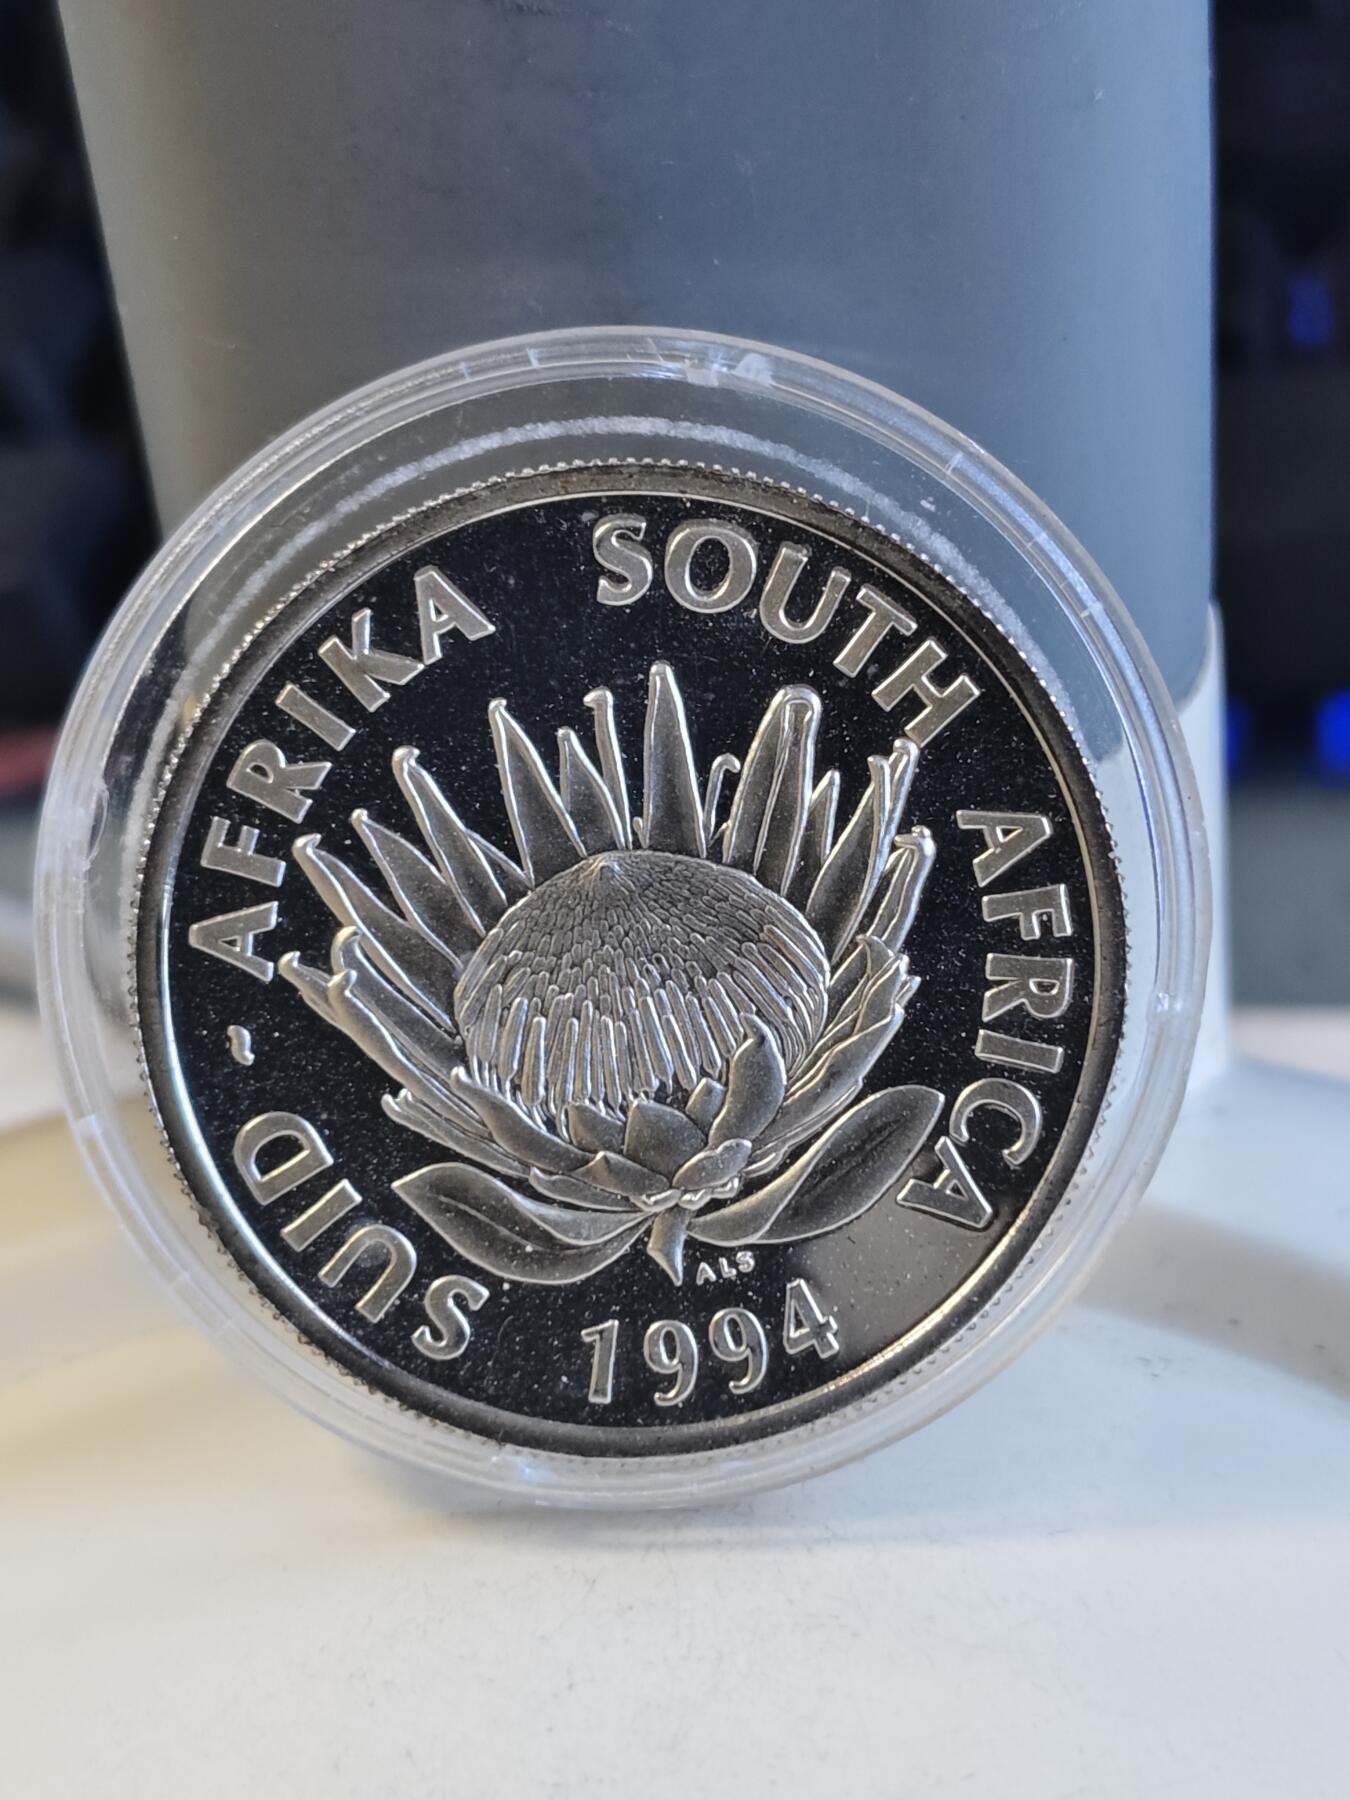 SUID - AFRIKA
SOUTH AFRICA
ALS
1994